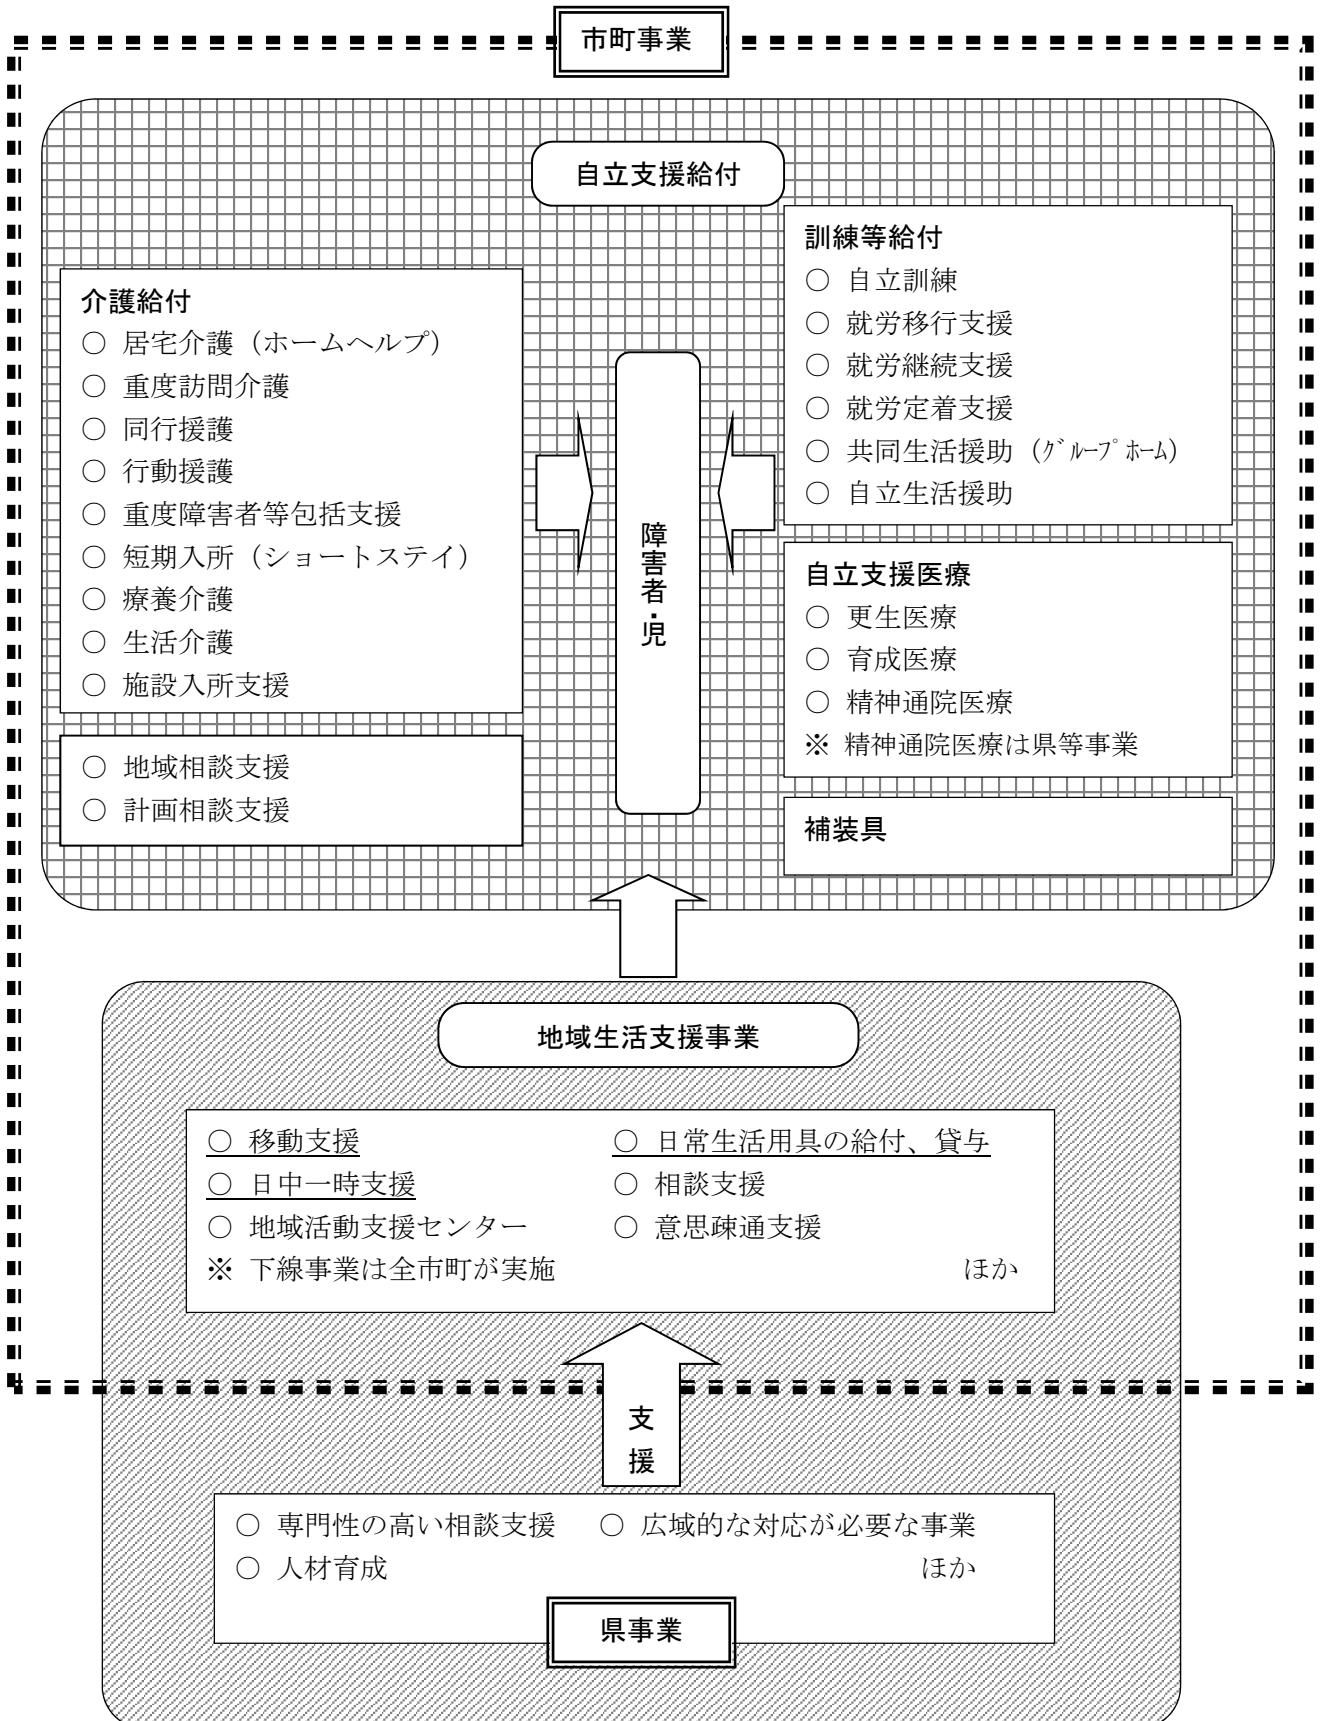 市町事業
自立支援給付
介護給付
○ 居宅介護（ホームヘルプ）
○ 重度訪問介護
○ 同行援護
○ 行動援護
○ 重度障害者等包括支援
○ 短期入所（ショートステイ）
○ 療養介護
○ 生活介護
○ 施設入所支援
○ 地域相談支援
○ 計画相談支援
障害者・児
訓練等給付
○ 自立訓練
○ 就労移行支援
○ 就労継続支援
○ 就労定着支援
○ 共同生活援助（ｸﾞﾙｰﾌﾟﾎｰﾑ）
○ 自立生活援助
自立支援医療
○ 更生医療
○ 育成医療
○ 精神通院医療
※ 精神通院医療は県等事業
補装具
地域生活支援事業
○ 移動支援 ○ 日常生活用具の給付、貸与
○ 日中一時支援 ○ 相談支援
○ 地域活動支援センター ○ 意思疎通支援
※ 下線事業は全市町が実施 ほか
支援
○ 専門性の高い相談支援 ○ 広域的な対応が必要な事業
○ 人材育成 ほか
県事業